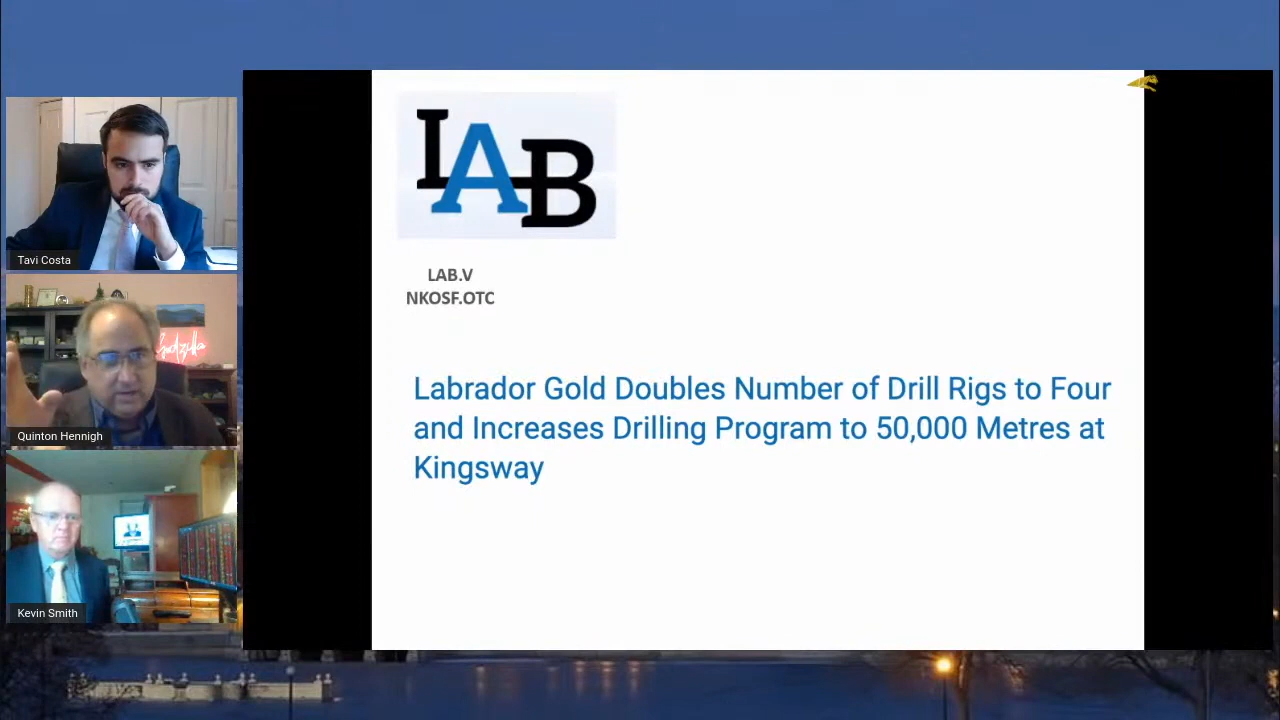 Tavi Costa
Godzilla
Quinton Hennigh
Kevin Smith
LAB
LAB.V
NKOSF.OTC
Labrador Gold Doubles Number of Drill Rigs to Four
and Increases Drilling Program to 50,000 Metres at
Kingsway